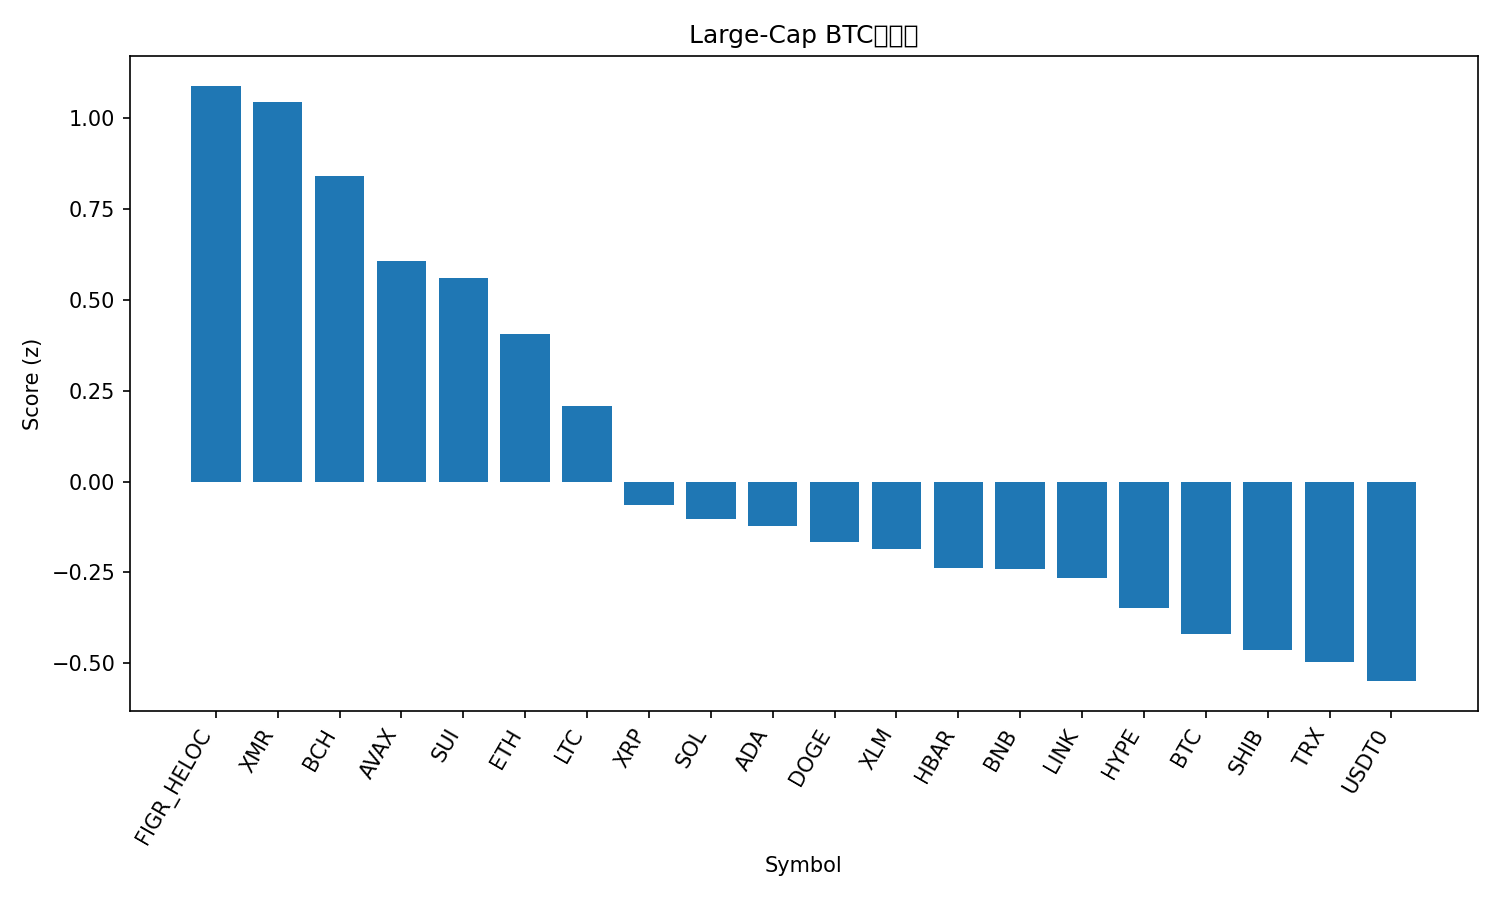 Large-Cap BTC
1.00
0.75
0.50
0.25
0.00
−0.25
−0.50
Score (z)
FIGR_HELOC
XMR
BCH
AVAX
SUI
ETH
LTC
XRP
SOL
ADA
DOGE
XLM
HBAR
BNB
LINK
HYPE
BTC
SHIB
TRX
USDT0
Symbol